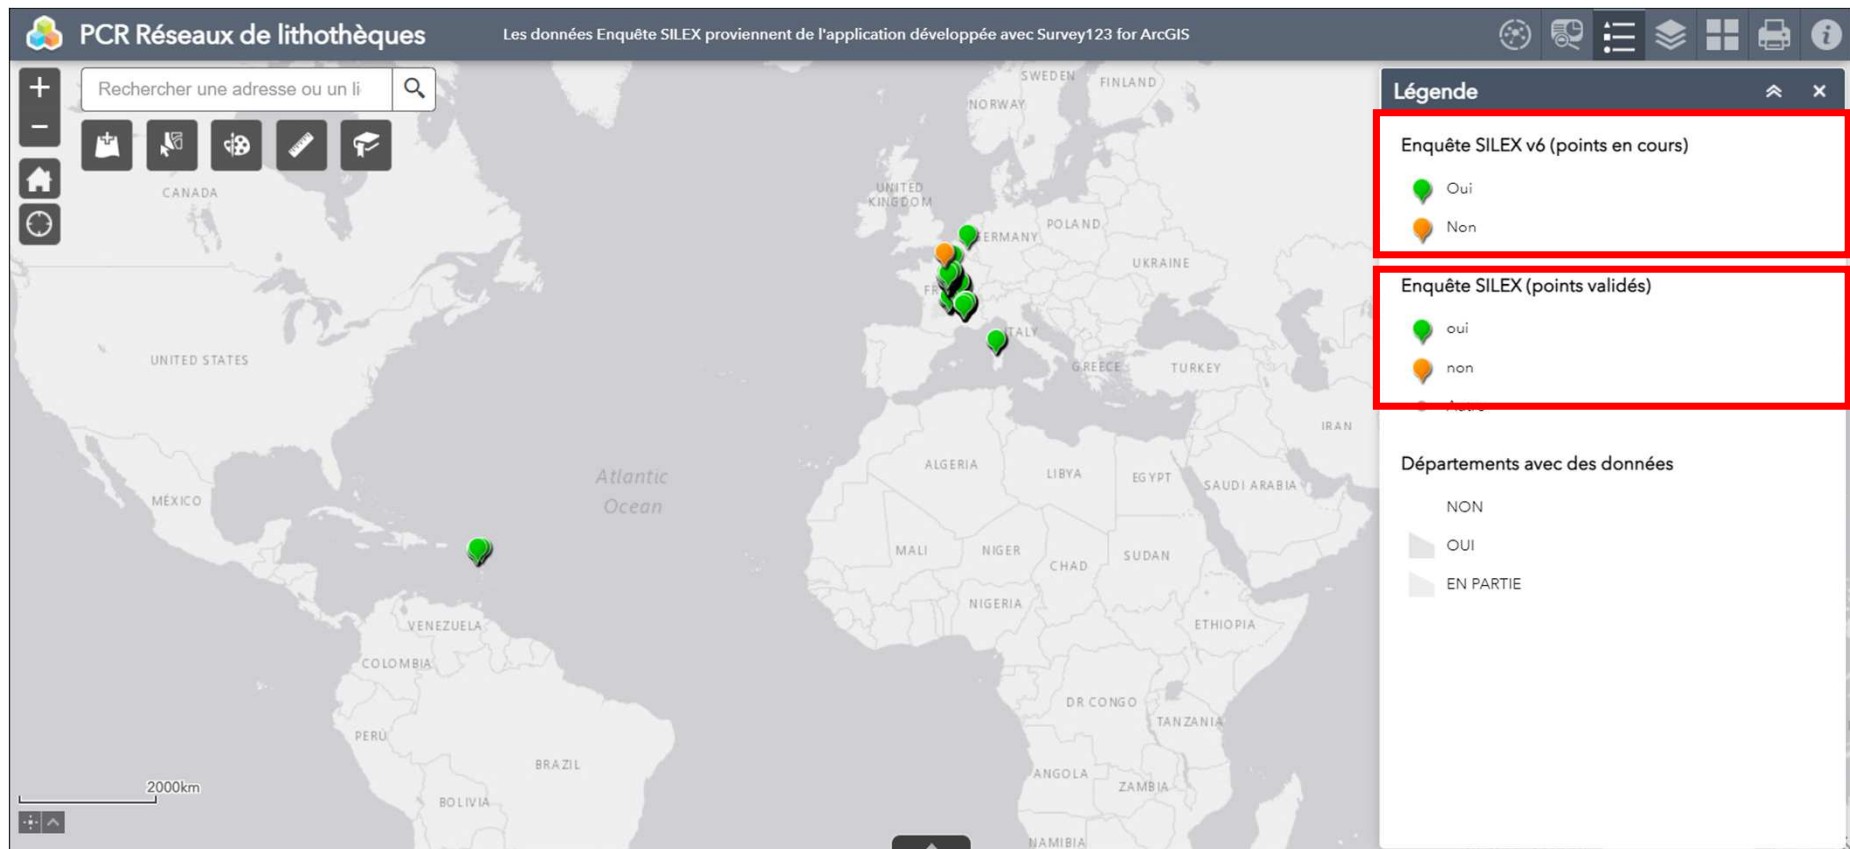 PCR Réseaux de lithothèques
Les données Enquête SILEX proviennent de l'application développée avec Survey123 for ArcGIS
Rechercher une adresse ou un li
Légende
Enquête SILEX v6 (points en cours)
Oui
Non
Enquête SILEX (points validés)
oui
non
Départements avec des données
NON
OUI
EN PARTIE
SWEDEN
FINLAND
NORWAY
CANADA
UNITED
KINGDOM
POLAND
GERMANY
UKRAINE
FR
ITALY
UNITED STATES
GREECE
TURKEY
IRAN
Atlantic
Ocean
ALGERIA
LIBYA
EGYPT
SAUDI ARABIA
MÉXICO
MALI
NIGER
CHAD
SUDAN
NIGERIA
ETHIOPIA
VENEZUELA
COLOMBIA
DR CONGO
TANZANIA
PERÚ
BRAZIL
ANGOLA
ZAMBIA
BOLIVIA
NAMIBIA
2000km